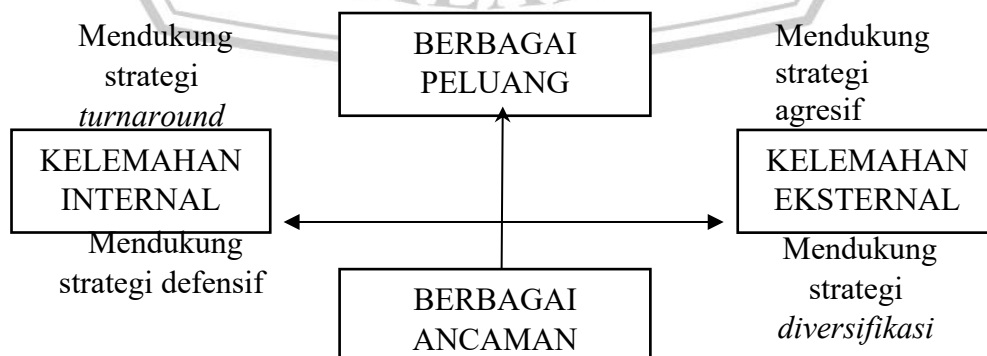 Mendukung
strategi
turnaround
BERBAGAI
PELUANG
Mendukung
strategi
agresif
KELEMAHAN
INTERNAL
KELEMAHAN
EKSTERNAL
Mendukung
strategi defensif
BERBAGAI
ANCAMAN
Mendukung
strategi
diversifikasi